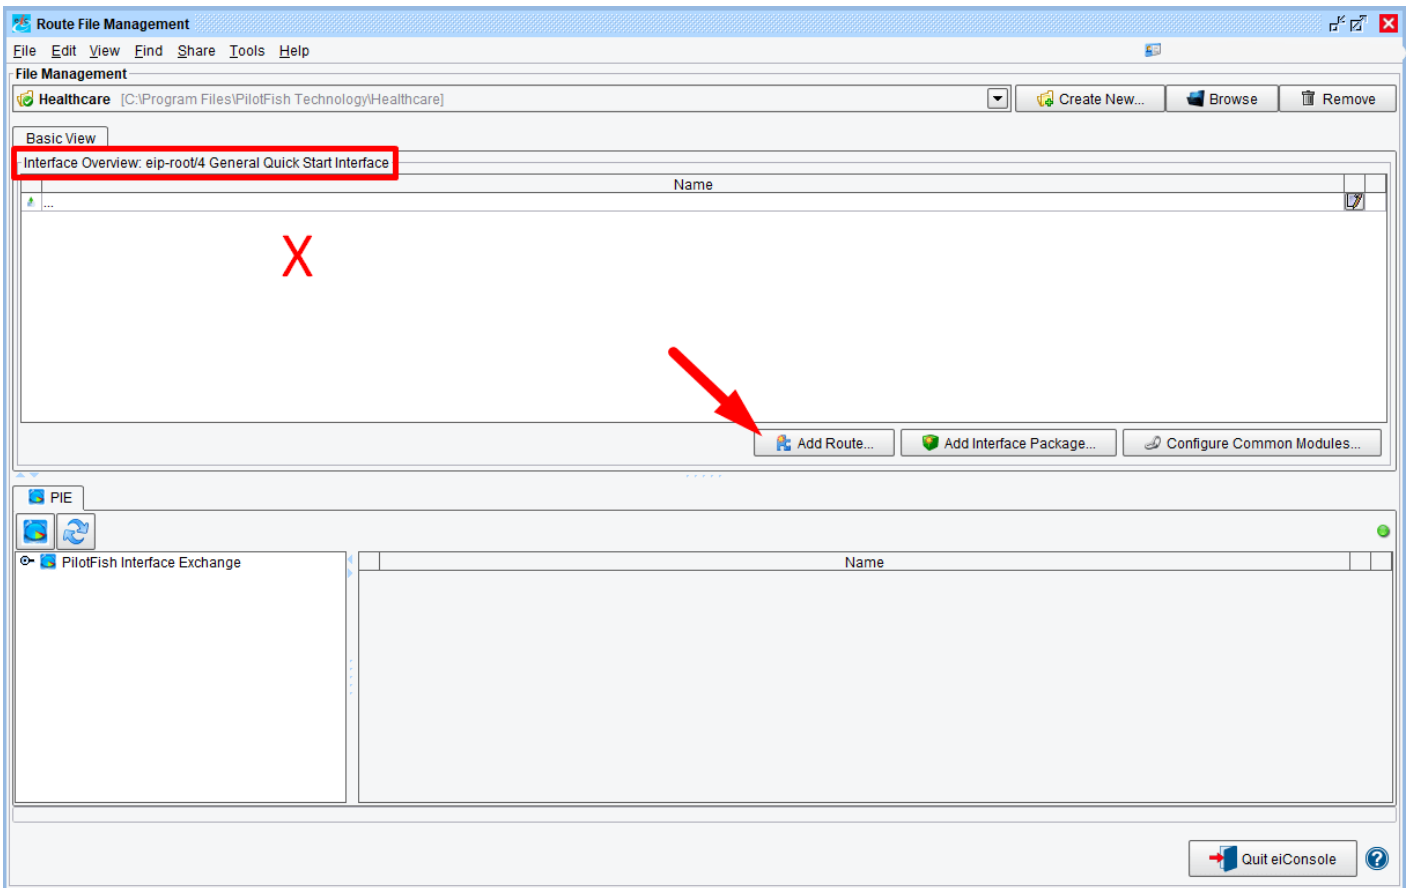 Route File Management
File Edit View Find Share Tools Help
File Management
Healthcare [C:\Program Files\PilotFish Technology\Healthcare] Create New... Browse Remove
Basic View
Interface Overview: eip-root/4 General Quick Start Interface
Name
...
X
Add Route... Add Interface Package... Configure Common Modules...
PIE
PilotFish Interface Exchange
Name
Quit eiConsole ?